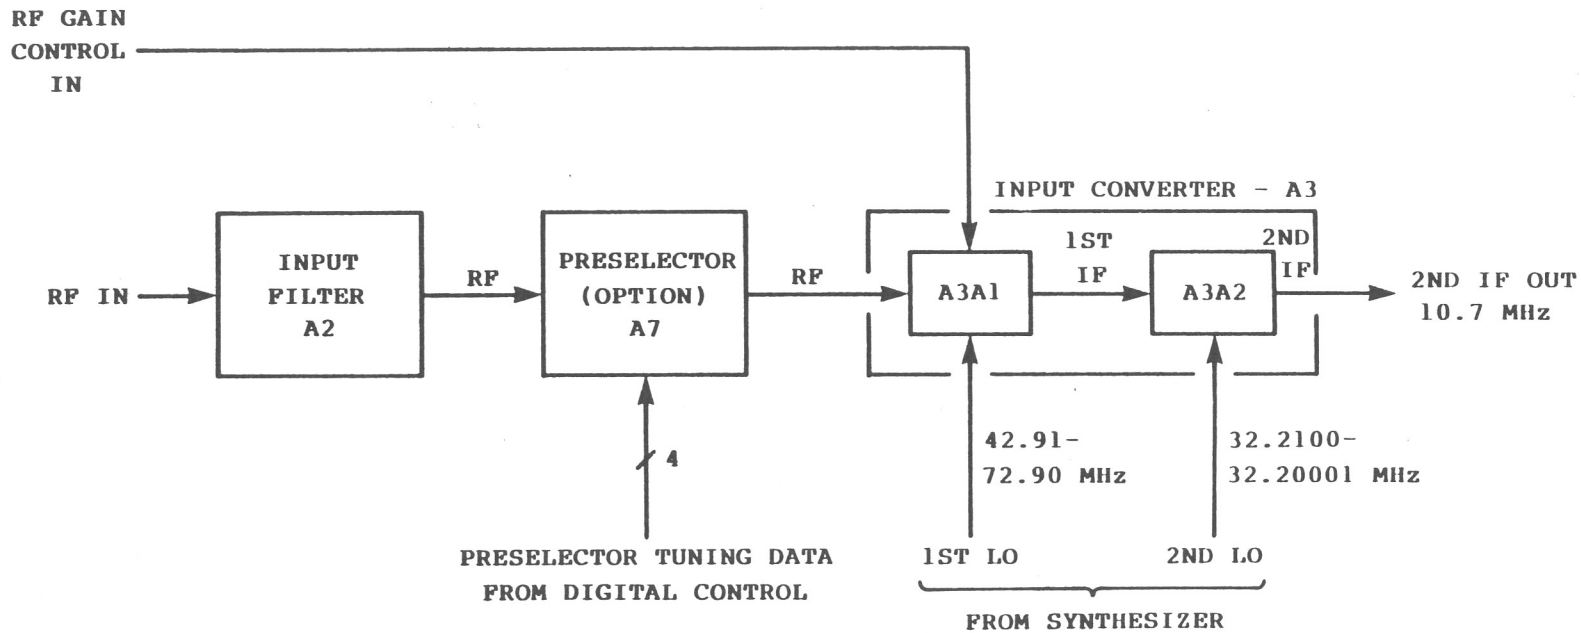 RF GAIN
CONTROL
IN
INPUT CONVERTER - A3
INPUT
FILTER
A2
PRESELECTOR
(OPTION)
A7
1ST
IF
2ND
IF
RF IN
RF
RF
A3A1
A3A2
2ND IF OUT
10.7 MHz
4
42.91-
72.90 MHz
32.2100-
32.20001 MHz
PRESELECTOR TUNING DATA
FROM DIGITAL CONTROL
1ST LO
2ND LO
FROM SYNTHESIZER